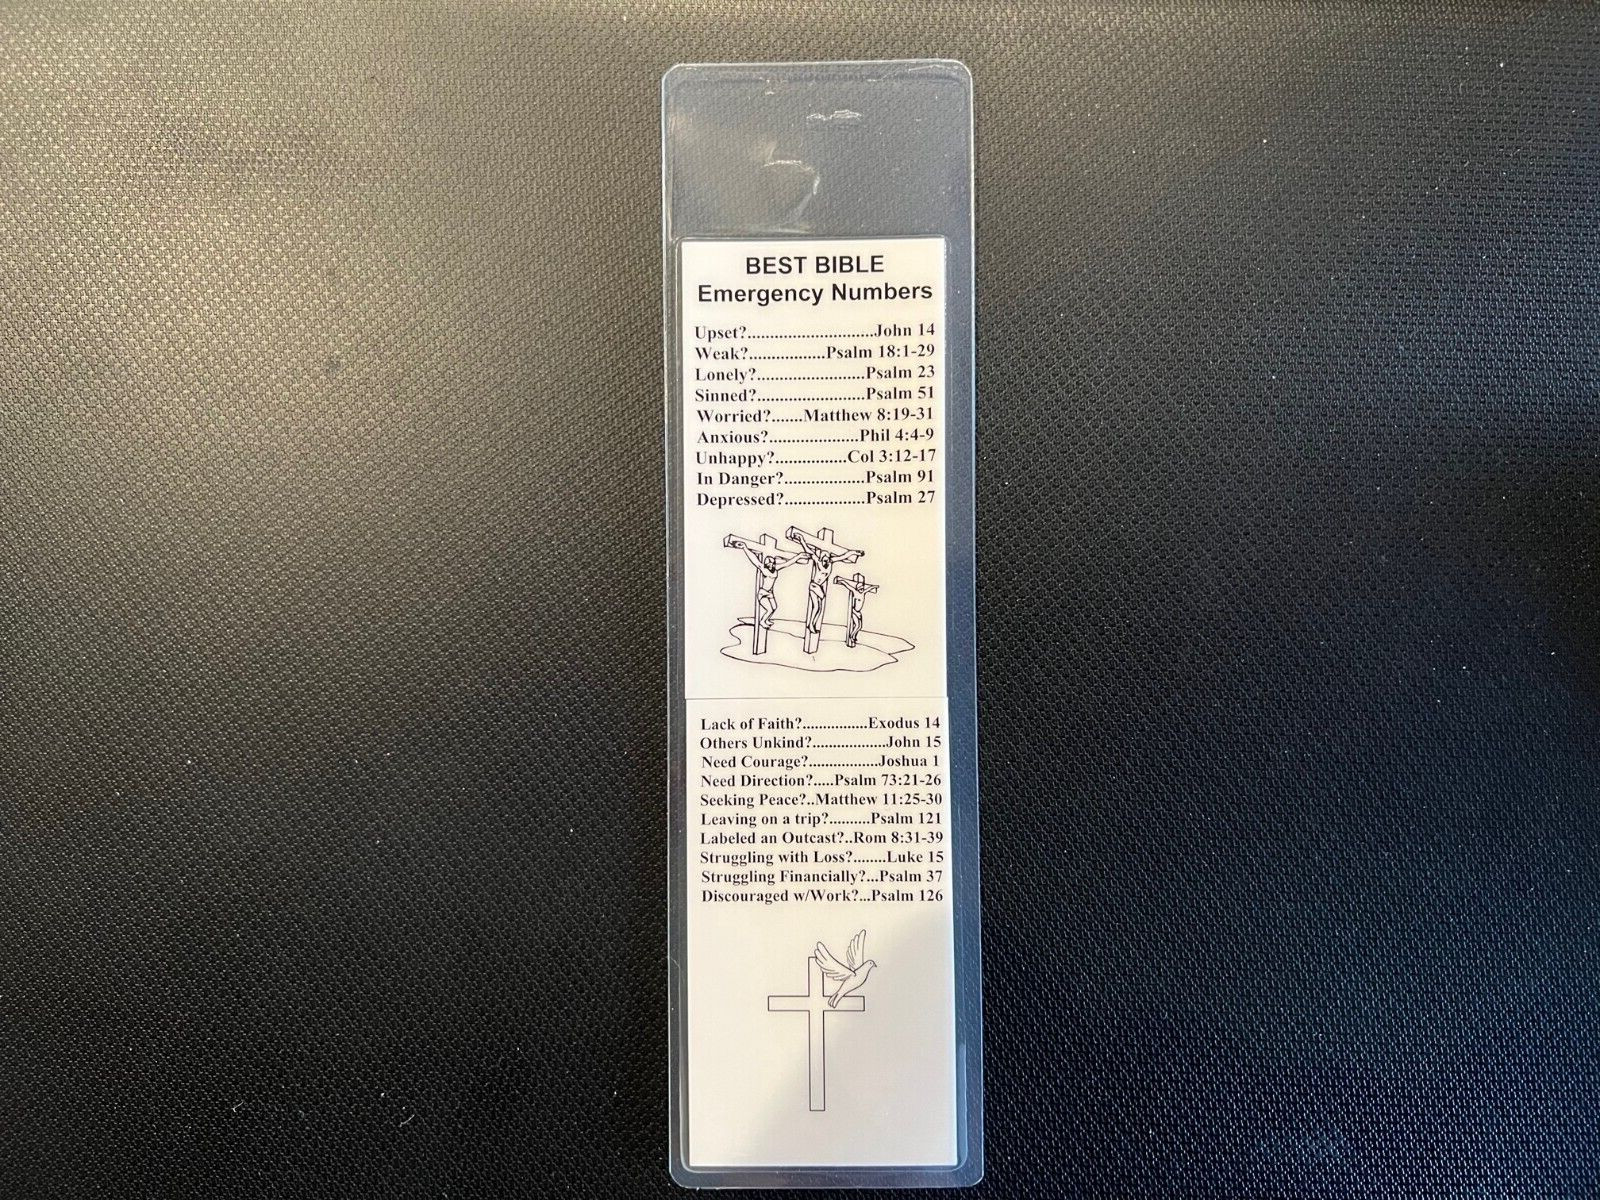 BEST BIBLE
Emergency Numbers
Upset?............................John 14
Weak?.................Psalm 18:1-29
Lonely?........................Psalm 23
Sinned?........................Psalm 51
Worried?.......Matthew 8:19-31
Anxious?....................Phil 4:4-9
Unhappy?................Col 3:12-17
In Danger?..................Psalm 91
Depressed?..................Psalm 27
Lack of Faith?................Exodus 14
Others Unkind?..................John 15
Need Courage?.................Joshua 1
Need Direction?.....Psalm 73:21-26
Seeking Peace?..Matthew 11:25-30
Leaving on a trip?..........Psalm 121
Labeled an Outcast?..Rom 8:31-39
Struggling with Loss?........Luke 15
Struggling Financially?...Psalm 37
Discouraged w/Work?...Psalm 126